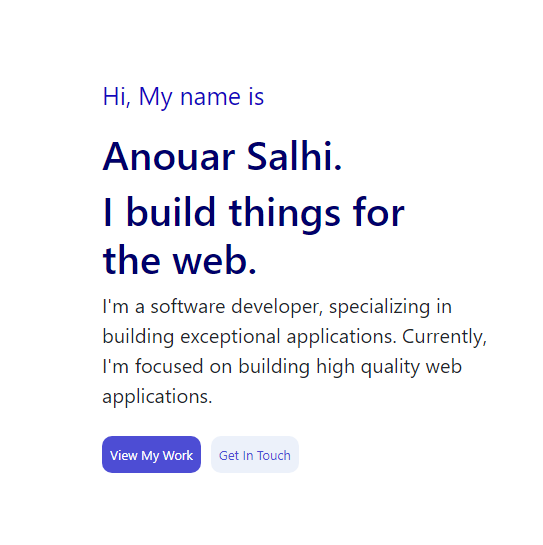 Hi, My name is
Anouar Salhi.
I build things for
the web.
I'm a software developer, specializing in
building exceptional applications. Currently,
I'm focused on building high quality web
applications.
View My Work
Get In Touch